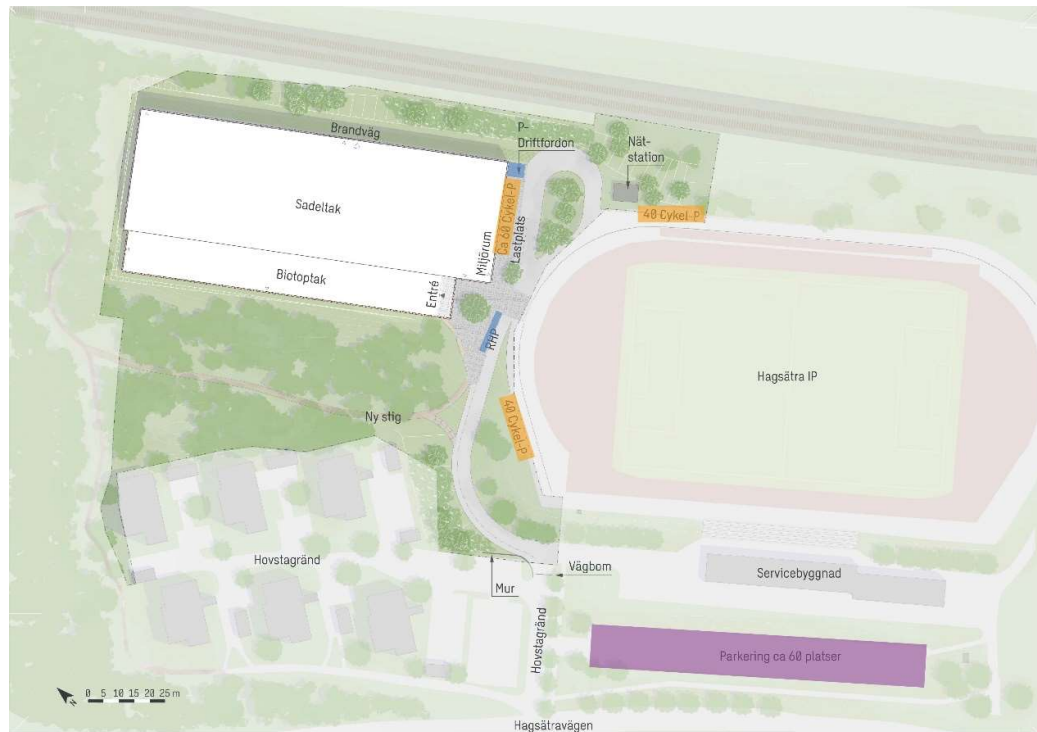 Brandväg
P-
Driftfordon
Nät-
station
Sadeltak
Ca 60 Cykel-P
Lastplats
40 Cykel-P
Miljörum
Biotoptak
Entré
RHP
Hagsätra IP
40 Cykel-P
Ny stig
Hovstagränd
Vägbom
Servicebyggnad
Mur
Hovstagränd
Parkering ca 60 platser
N
0 5 10 15 20 25 m
Hagsätravägen